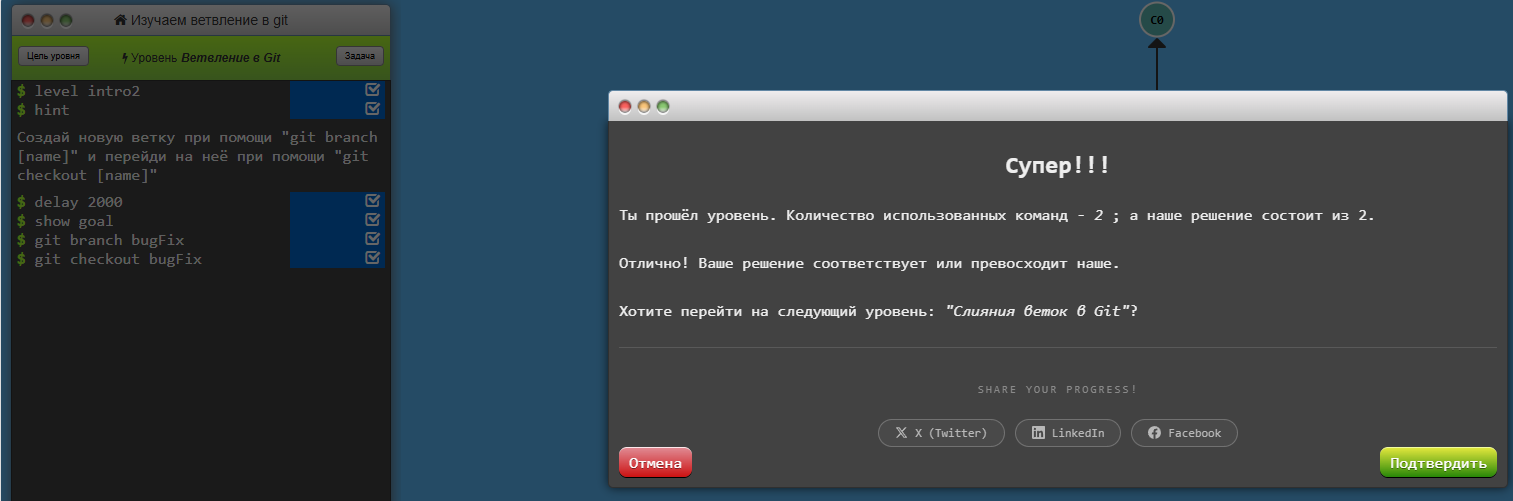 Изучаем ветвление в git
Цель уровня
Уровень Ветвление в Git
Задача
$ level intro2
$ hint
Создай новую ветку при помощи "git branch
[name]" и перейди на неё при помощи "git
checkout [name]"
$ delay 2000
$ show goal
$ git branch bugFix
$ git checkout bugFix
C0
Супер!!!
Ты прошёл уровень. Количество использованных команд - 2 ; а наше решение состоит из 2.
Отлично! Ваше решение соответствует или превосходит наше.
Хотите перейти на следующий уровень: "Слияния веток в Git"?
SHARE YOUR PROGRESS!
X (Twitter)
LinkedIn
Facebook
Отмена
Подтвердить